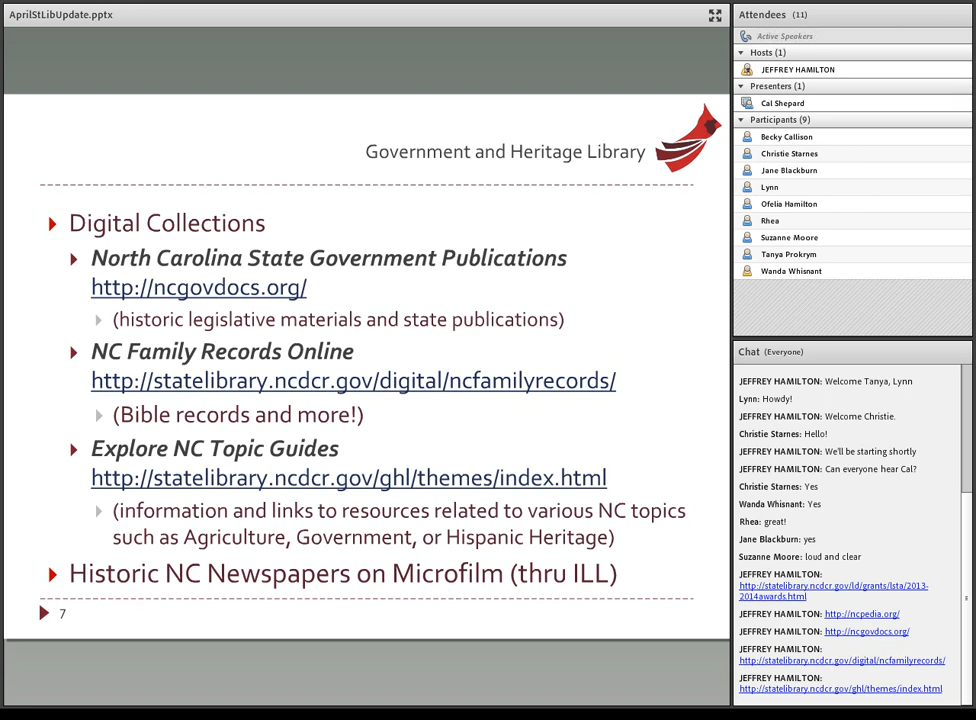 AprilStLibUpdate.pptx
Government and Heritage Library
Digital Collections
North Carolina State Government Publications
http://ncgovdocs.org/
(historic legislative materials and state publications)
NC Family Records Online
http://statelibrary.ncdcr.gov/digital/ncfamilyrecords/
(Bible records and more!)
Explore NC Topic Guides
http://statelibrary.ncdcr.gov/ghl/themes/index.html
(information and links to resources related to various NC topics
such as Agriculture, Government, or Hispanic Heritage)
Historic NC Newspapers on Microfilm (thru ILL)
7
Attendees (11)
Active Speakers
Hosts (1)
JEFFREY HAMILTON
Presenters (1)
Cal Shepard
Participants (9)
Becky Callison
Christie Starnes
Jane Blackburn
Lynn
Ofelia Hamilton
Rhea
Suzanne Moore
Tanya Prokrym
Wanda Whisnant
Chat (Everyone)
JEFFREY HAMILTON: Welcome Tanya, Lynn
Lynn: Howdy!
JEFFREY HAMILTON: Welcome Christie.
Christie Starnes: Hello!
JEFFREY HAMILTON: We'll be starting shortly
JEFFREY HAMILTON: Can everyone hear Cal?
Christie Starnes: Yes
Wanda Whisnant: Yes
Rhea: great!
Jane Blackburn: yes
Suzanne Moore: loud and clear
JEFFREY HAMILTON:
http://statelibrary.ncdcr.gov/ld/grants/lsta/2013-
2014awards.html
JEFFREY HAMILTON: http://ncpedia.org/
JEFFREY HAMILTON: http://ncgovdocs.org/
JEFFREY HAMILTON:
http://statelibrary.ncdcr.gov/digital/ncfamilyrecords/
JEFFREY HAMILTON:
http://statelibrary.ncdcr.gov/ghl/themes/index.html